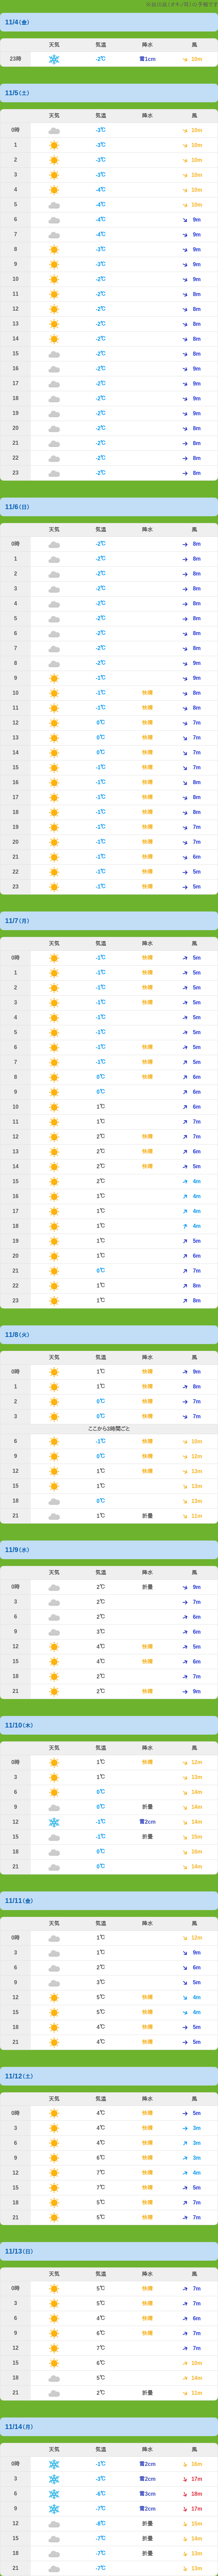 ※谷川岳（オキノ耳）の予報です
11/4（金）
天気 気温 降水 風
23時 -2℃ 雪1cm 10m
11/5（土）
天気 気温 降水 風
0時 -3℃ 10m
1 -3℃ 10m
2 -3℃ 10m
3 -4℃ 10m
4 -4℃ 10m
5 -4℃ 10m
6 -4℃ 9m
7 -4℃ 9m
8 -3℃ 9m
9 -3℃ 9m
10 -2℃ 9m
11 -2℃ 8m
12 -2℃ 8m
13 -2℃ 8m
14 -2℃ 8m
15 -2℃ 8m
16 -2℃ 9m
17 -2℃ 9m
18 -2℃ 9m
19 -2℃ 9m
20 -2℃ 8m
21 -2℃ 8m
22 -2℃ 8m
23 -2℃ 8m
11/6（日）
天気 気温 降水 風
0時 -2℃ 8m
1 -2℃ 8m
2 -2℃ 8m
3 -2℃ 8m
4 -2℃ 8m
5 -2℃ 8m
6 -2℃ 8m
7 -2℃ 8m
8 -2℃ 9m
9 -1℃ 9m
10 -1℃ 快晴 8m
11 -1℃ 快晴 8m
12 0℃ 快晴 7m
13 0℃ 快晴 7m
14 0℃ 快晴 7m
15 -1℃ 快晴 7m
16 -1℃ 快晴 8m
17 -1℃ 快晴 8m
18 -1℃ 快晴 8m
19 -1℃ 快晴 7m
20 -1℃ 快晴 7m
21 -1℃ 快晴 6m
22 -1℃ 快晴 5m
23 -1℃ 快晴 5m
11/7（月）
天気 気温 降水 風
0時 -1℃ 快晴 5m
1 -1℃ 快晴 5m
2 -1℃ 快晴 5m
3 -1℃ 快晴 5m
4 -1℃ 5m
5 -1℃ 5m
6 -1℃ 快晴 5m
7 -1℃ 快晴 5m
8 0℃ 快晴 6m
9 0℃ 6m
10 1℃ 6m
11 1℃ 7m
12 2℃ 快晴 7m
13 2℃ 快晴 6m
14 2℃ 快晴 5m
15 2℃ 4m
16 1℃ 4m
17 1℃ 4m
18 1℃ 4m
19 1℃ 5m
20 1℃ 6m
21 0℃ 7m
22 1℃ 8m
23 1℃ 8m
11/8（火）
天気 気温 降水 風
0時 1℃ 快晴 9m
1 1℃ 快晴 8m
2 0℃ 快晴 7m
3 0℃ 快晴 7m
ここから3時間ごと
6 -1℃ 快晴 10m
9 0℃ 快晴 12m
12 1℃ 快晴 13m
15 1℃ 13m
18 0℃ 13m
21 1℃ 折曇 11m
11/9（水）
天気 気温 降水 風
0時 2℃ 折曇 9m
3 2℃ 7m
6 2℃ 6m
9 3℃ 6m
12 4℃ 快晴 5m
15 4℃ 快晴 6m
18 2℃ 7m
21 2℃ 快晴 9m
11/10（木）
天気 気温 降水 風
0時 1℃ 快晴 12m
3 1℃ 13m
6 0℃ 14m
9 0℃ 折曇 14m
12 -1℃ 雪2cm 14m
15 -1℃ 折曇 15m
18 0℃ 16m
21 0℃ 14m
11/11（金）
天気 気温 降水 風
0時 1℃ 12m
3 1℃ 9m
6 2℃ 6m
9 3℃ 5m
12 5℃ 快晴 4m
15 5℃ 快晴 4m
18 4℃ 快晴 5m
21 4℃ 快晴 5m
11/12（土）
天気 気温 降水 風
0時 4℃ 快晴 5m
3 4℃ 快晴 3m
6 4℃ 快晴 3m
9 6℃ 快晴 3m
12 7℃ 快晴 4m
15 7℃ 快晴 5m
18 5℃ 快晴 7m
21 5℃ 快晴 7m
11/13（日）
天気 気温 降水 風
0時 5℃ 快晴 7m
3 5℃ 快晴 7m
6 4℃ 快晴 6m
9 6℃ 快晴 7m
12 7℃ 7m
15 6℃ 10m
18 5℃ 14m
21 2℃ 折曇 11m
11/14（月）
天気 気温 降水 風
0時 -1℃ 雪2cm 16m
3 -3℃ 雪2cm 17m
6 -6℃ 雪3cm 18m
9 -7℃ 雪2cm 17m
12 -8℃ 折曇 15m
15 -7℃ 折曇 14m
18 -7℃ 折曇 13m
21 -7℃ 13m